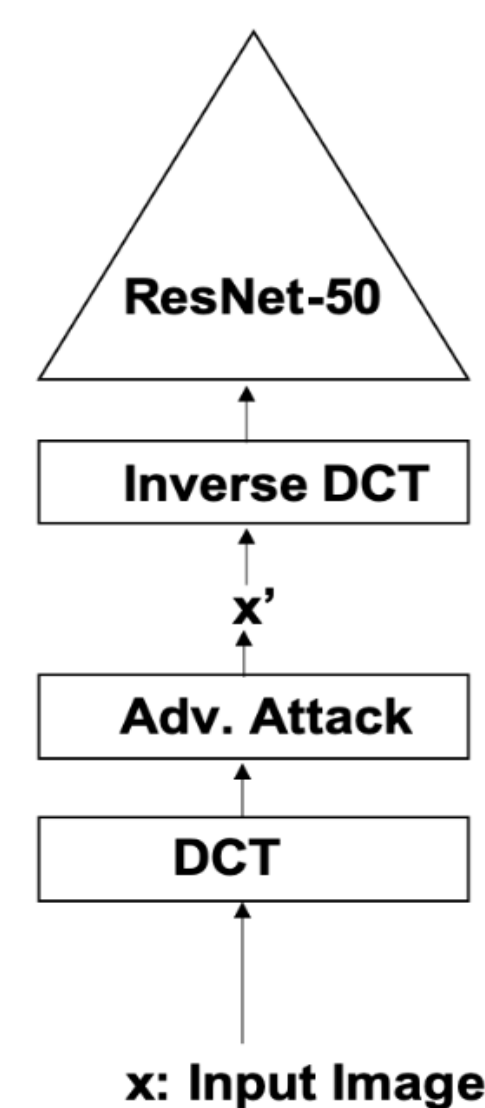 ResNet-50
Inverse DCT
x’
Adv. Attack
DCT
x: Input Image